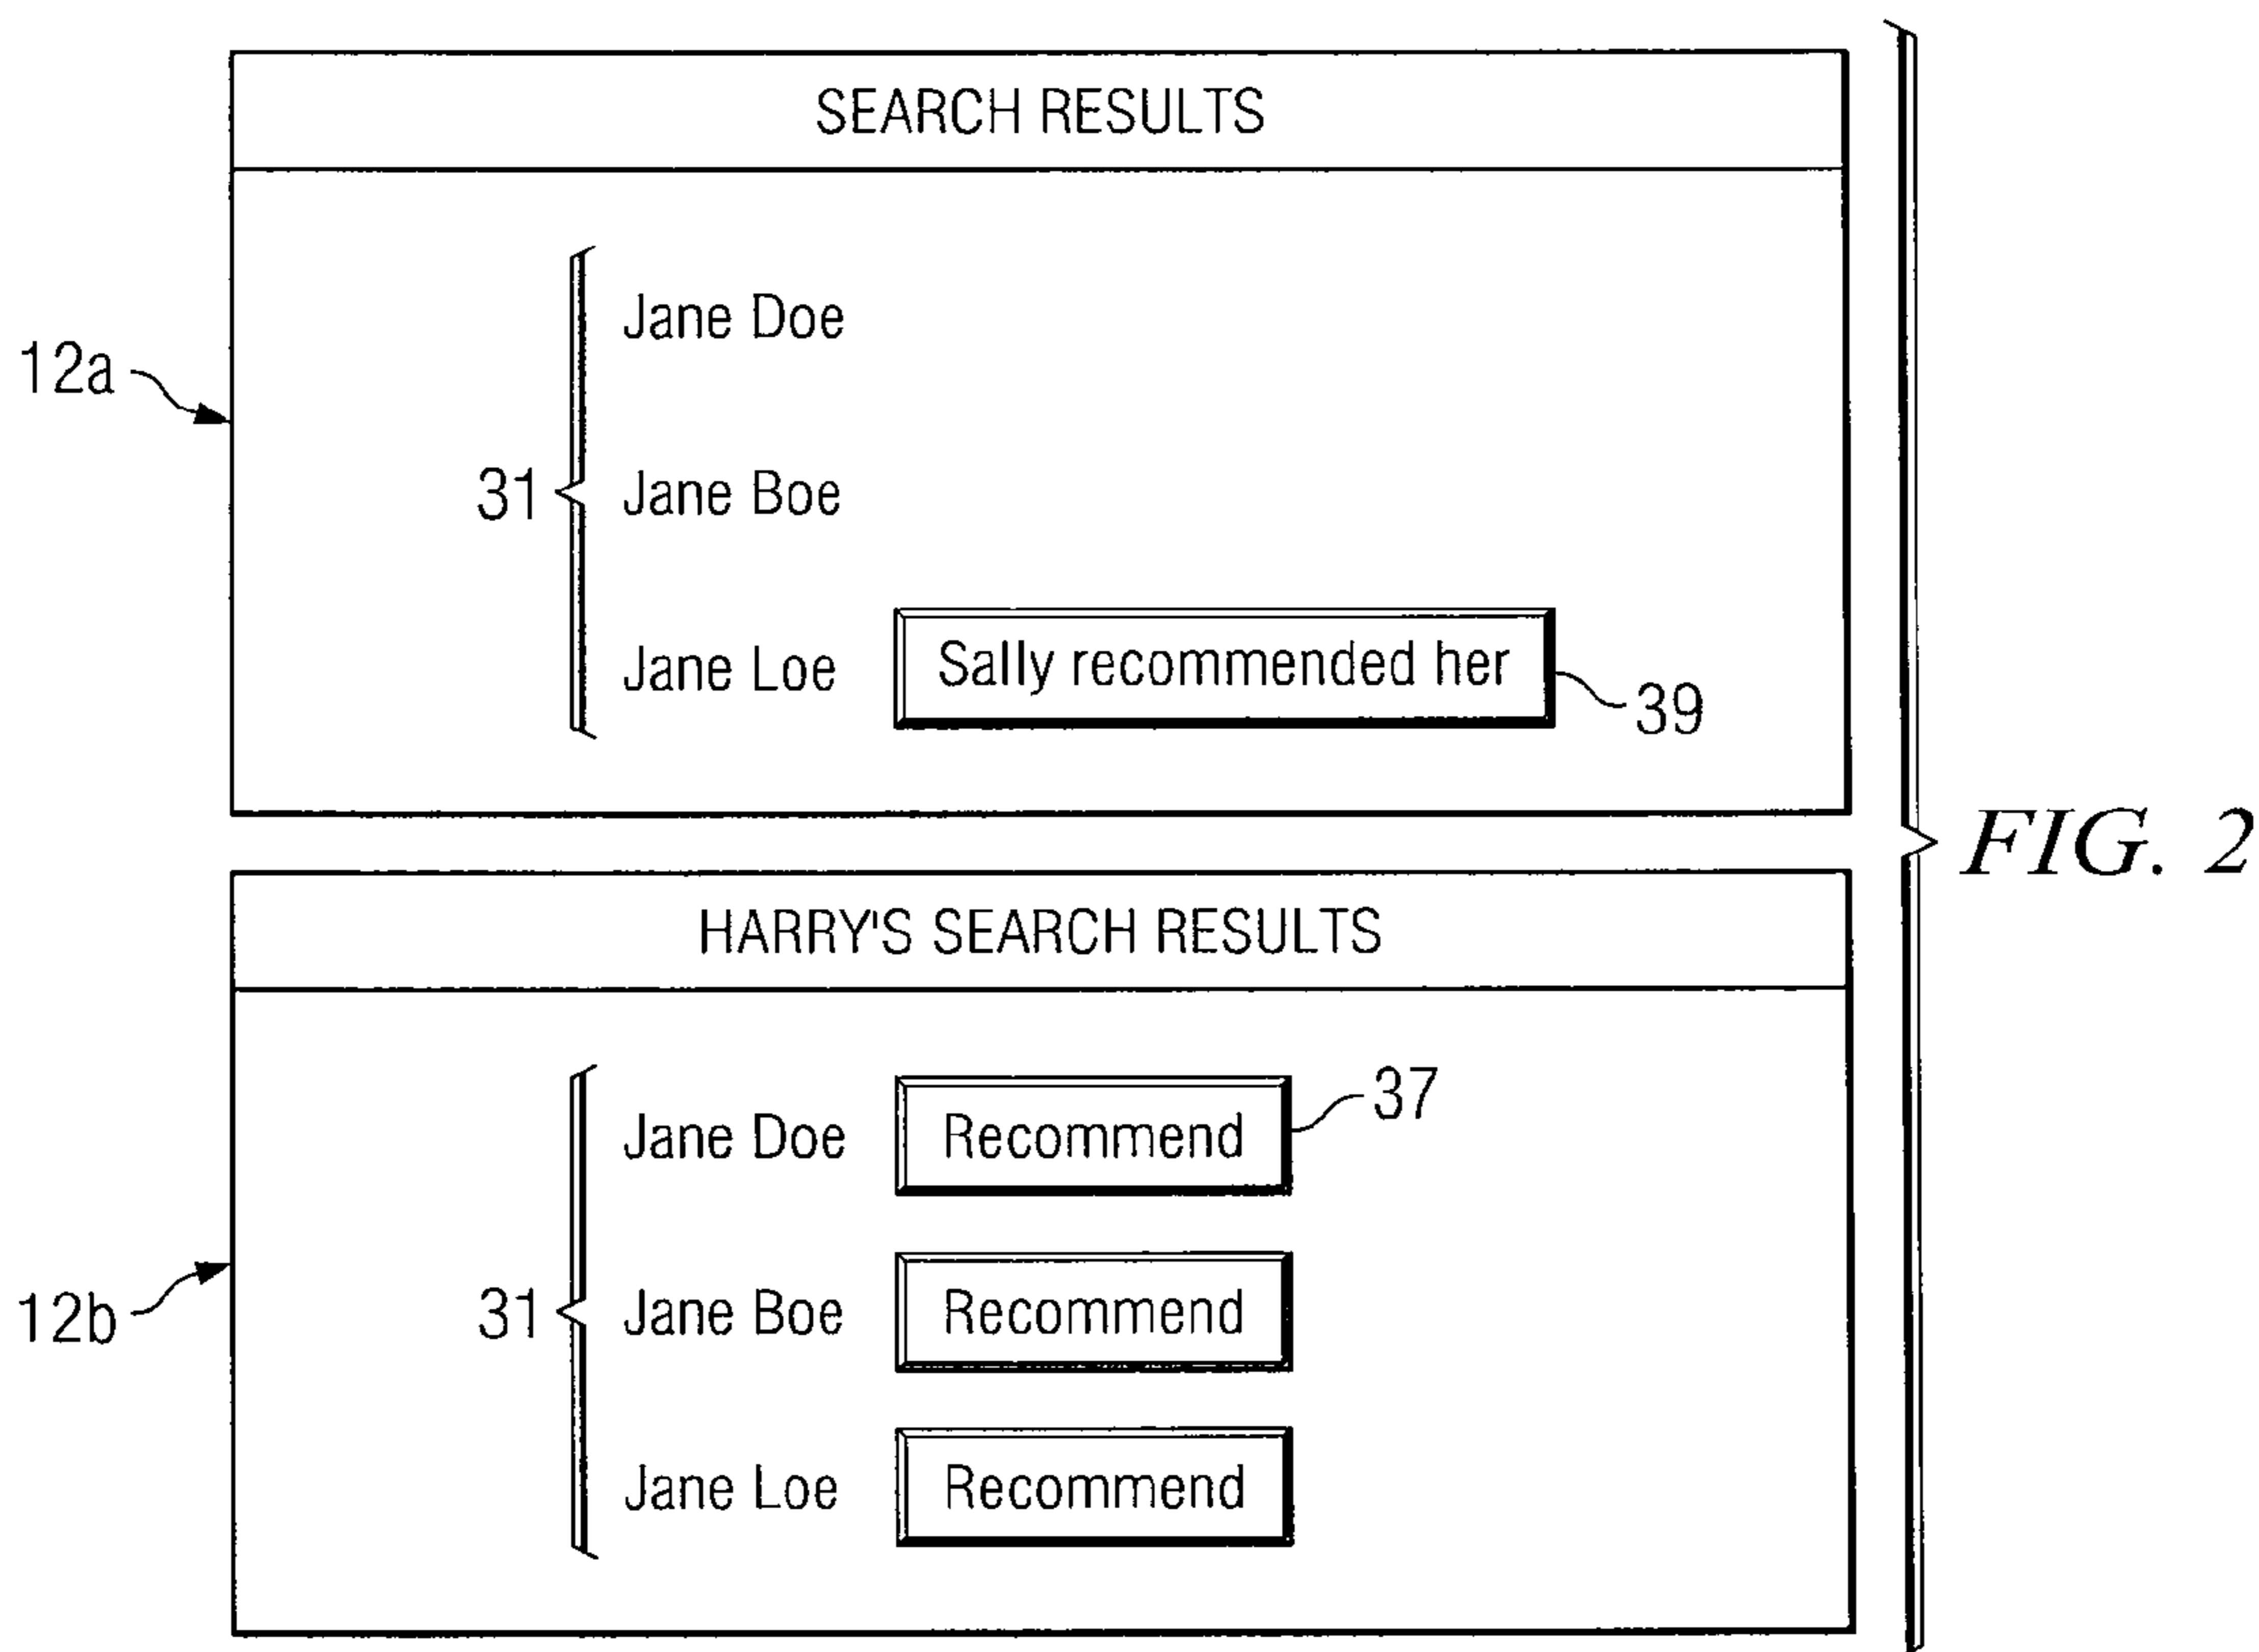 SEARCH RESULTS
Jane Doe
12a
31
Jane Boe
Jane Loe
Sally recommended her
39
FIG. 2
HARRY'S SEARCH RESULTS
Jane Doe
Recommend
37
12b
31
Jane Boe
Recommend
Jane Loe
Recommend